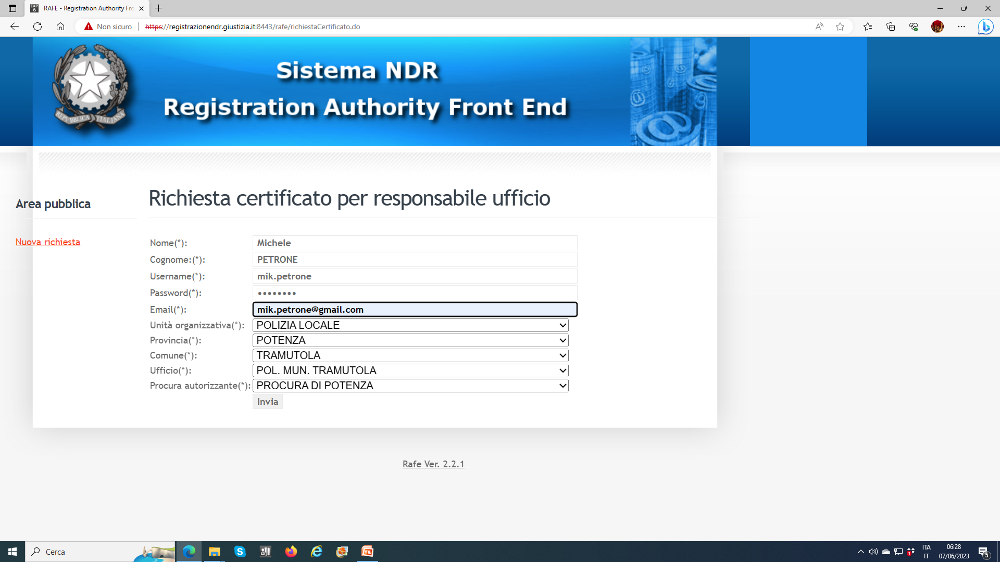 RAFE - Registration Authority Fro
Non sicuro
https://registrazionendr.giustizia.it:8443/rafe/richiestaCertificato.do
REPVBBLICA ITALIANA
Sistema NDR
Registration Authority Front End
Area pubblica
Nuova richiesta
Richiesta certificato per responsabile ufficio
Nome(*): Michele
Cognome:(*): PETRONE
Username(*): mik.petrone
Password(*): ••••••••
Email(*): mik.petrone@gmail.com
Unità organizzativa(*): POLIZIA LOCALE
Provincia(*): POTENZA
Comune(*): TRAMUTOLA
Ufficio(*): POL. MUN. TRAMUTOLA
Procura autorizzante(*): PROCURA DI POTENZA
Invia
Rafe Ver. 2.2.1
Cerca
ITA
IT
06:28
07/06/2023
5